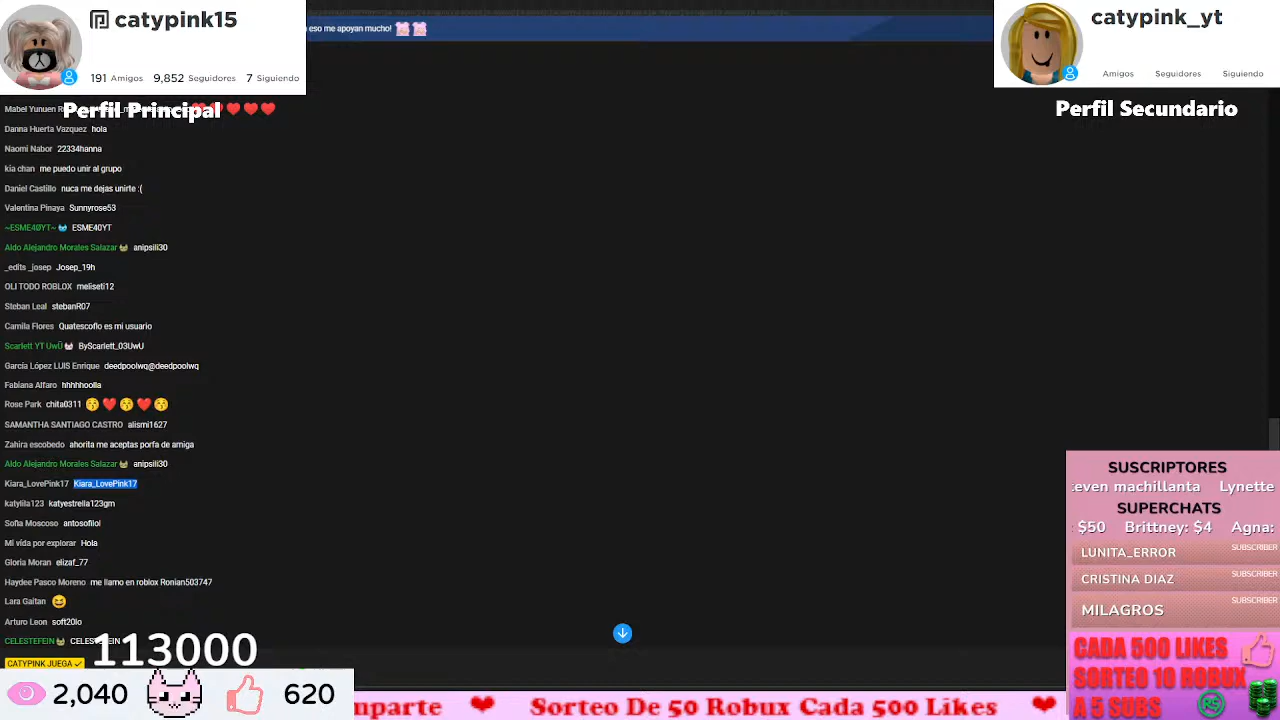 catypink15
191 Amigos 9,852 Seguidores 7 Siguiendo
Perfil Principal
eso me apoyan mucho!
catypink_yt
Amigos Seguidores Siguiendo
Perfil Secundario
Mabel Yunuen
Danna Huerta Vazquez hola
Naomi Nabor 22334hanna
kia chan me puedo unir al grupo
Daniel Castillo nuca me dejas unirte :(
Valentina Pinaya Sunnyrose53
~ESME4ØYT~ ESME40YT
Aldo Alejandro Morales Salazar anipsili30
_edits_josep Josep_19h
OLI TODO ROBLOX meliseti12
Steban Leal stebanR07
Camila Flores Quatescoflo es mi usuario
Scarlett YT UwÜ ByScarlett_03UwU
García López LUIS Enrique deedpoolwq@deedpoolwq
Fabiana Alfaro hhhhhoolla
Rose Park chita0311 😚❤️😚❤️😚
SAMANTHA SANTIAGO CASTRO alismi1627
Zahira escobedo ahorita me aceptas porfa de amiga
Aldo Alejandro Morales Salazar anipsili30
Kiara_LovePink17 Kiara_LovePink17
katylila123 katyestrella123gm
Sofia Moscoso antosofilol
Mi vida por explorar Hola
Gloria Moran elizaf_77
Haydee Pasco Moreno me llamo en roblox Ronian503747
Lara Gaitan 😆
Arturo Leon soft20lo
CELESTEFEIN CELESTEFEIN
113000
CATYPINK JUEGA ✓
2,040 620
mparte ❤ Sorteo De 50 Robux Cada 500 Likes ❤
SUSCRIPTORES
teven machillanta Lynette
SUPERCHATS
: $50 Brittney: $4 Agna:
LUNITA_ERROR SUBSCRIBER
CRISTINA DIAZ SUBSCRIBER
MILAGROS SUBSCRIBER
CADA 500 LIKES
SORTEO 10 ROBUX
A 5 SUBS